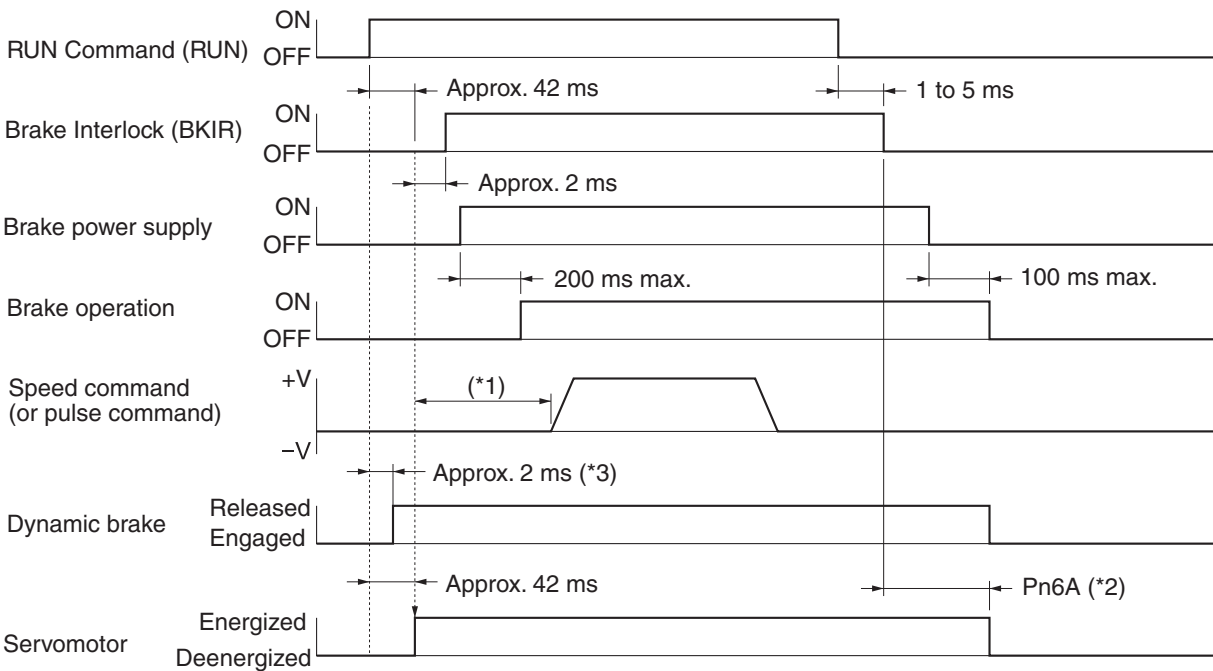 ON
RUN Command (RUN)
OFF
Approx. 42 ms
1 to 5 ms
ON
Brake Interlock (BKIR)
OFF
Approx. 2 ms
ON
Brake power supply
OFF
200 ms max.
100 ms max.
ON
Brake operation
OFF
+V
Speed command
(or pulse command)
(*1)
−V
Approx. 2 ms (*3)
Released
Dynamic brake
Engaged
Approx. 42 ms
Pn6A (*2)
Energized
Servomotor
Deenergized